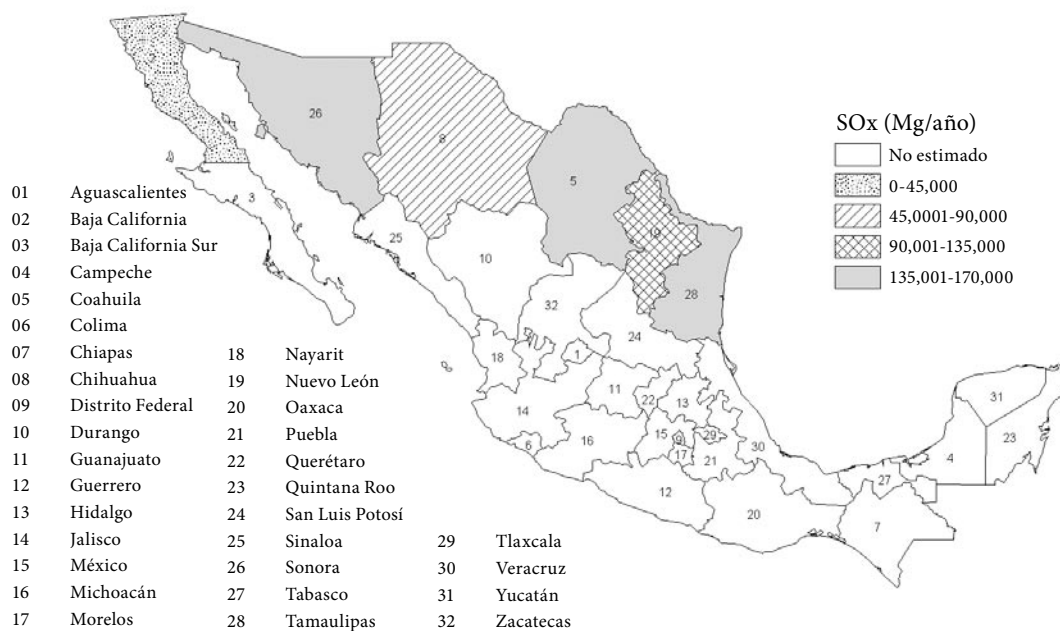 SOx (Mg/año)
No estimado
0-45,000
45,0001-90,000
90,001-135,000
135,001-170,000
01 Aguascalientes
02 Baja California
03 Baja California Sur
04 Campeche
05 Coahuila
06 Colima
07 Chiapas
08 Chihuahua
09 Distrito Federal
10 Durango
11 Guanajuato
12 Guerrero
13 Hidalgo
14 Jalisco
15 México
16 Michoacán
17 Morelos
18 Nayarit
19 Nuevo León
20 Oaxaca
21 Puebla
22 Querétaro
23 Quintana Roo
24 San Luis Potosí
25 Sinaloa
26 Sonora
27 Tabasco
28 Tamaulipas
29 Tlaxcala
30 Veracruz
31 Yucatán
32 Zacatecas
26
8
5
3
19
25
10
28
32
24
18
1
11
22
13
31
14
23
15
9
29
30
6
16
17
21
4
27
12
20
7